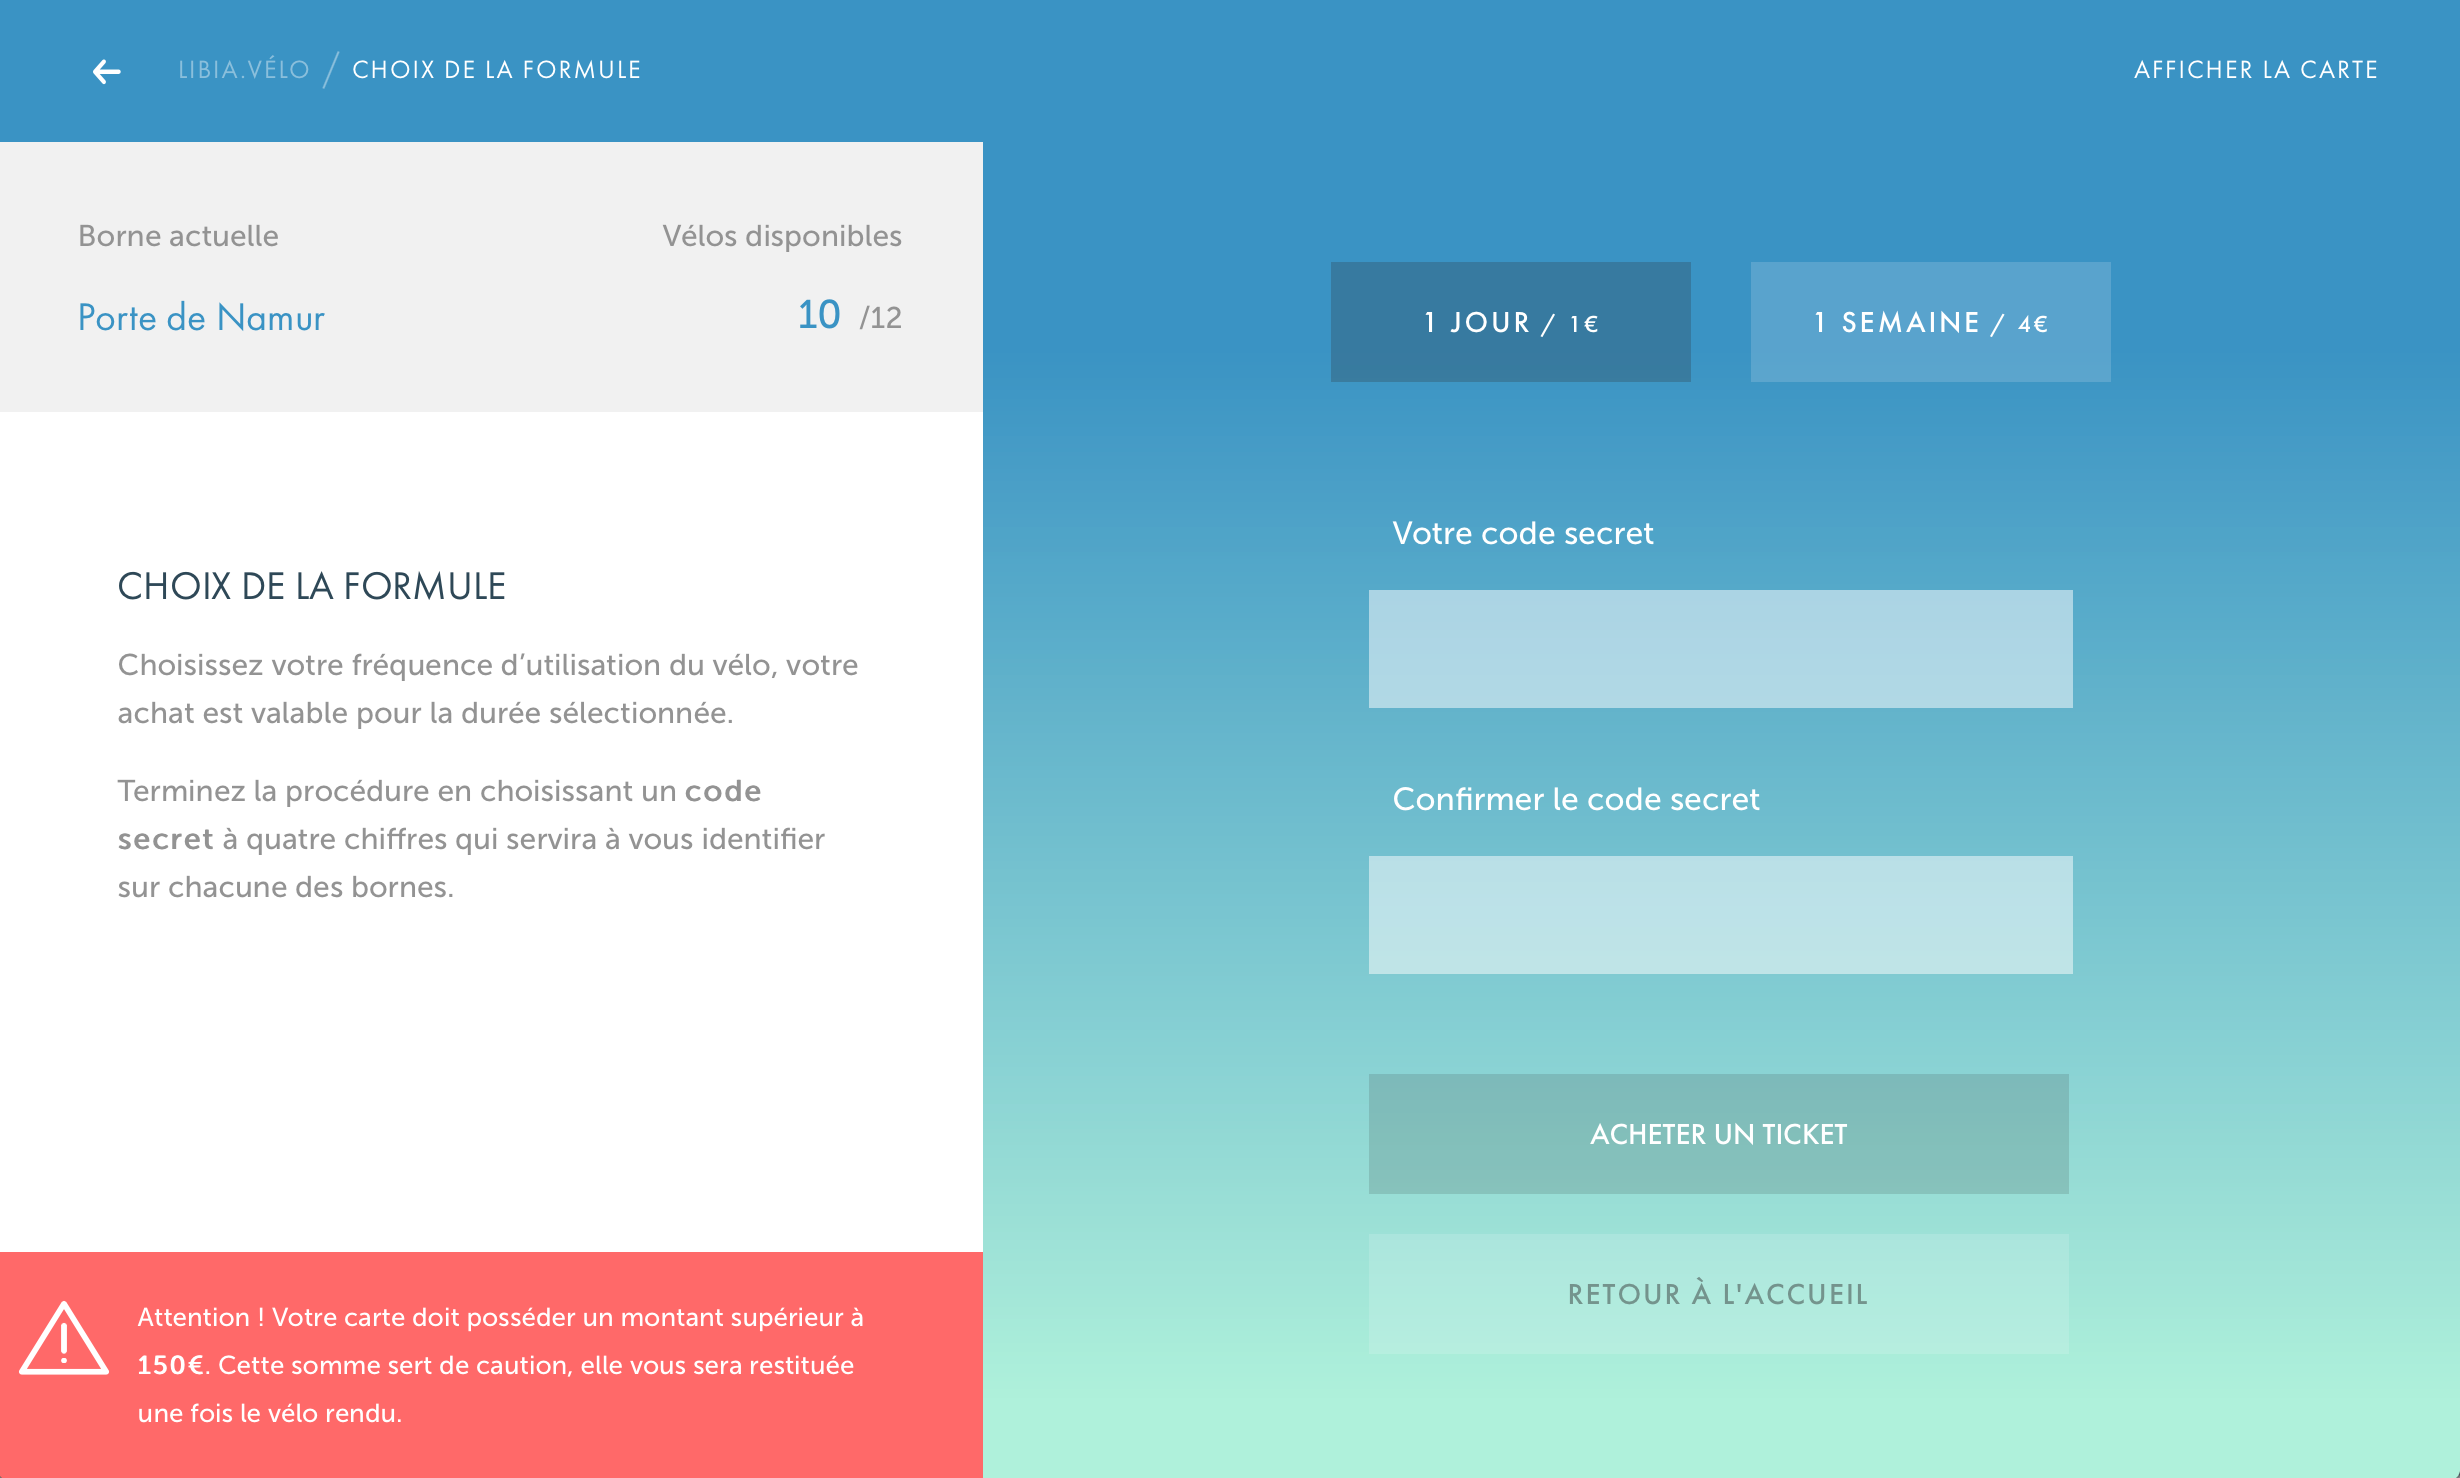 LIBIA.VÉLO / CHOIX DE LA FORMULE
AFFICHER LA CARTE
Borne actuelle
Vélos disponibles
Porte de Namur
10 /12
CHOIX DE LA FORMULE
Choisissez votre fréquence d’utilisation du vélo, votre
achat est valable pour la durée sélectionnée.
Terminez la procédure en choisissant un code
secret à quatre chiffres qui servira à vous identifier
sur chacune des bornes.
Attention ! Votre carte doit posséder un montant supérieur à
150€. Cette somme sert de caution, elle vous sera restituée
une fois le vélo rendu.
1 JOUR / 1€
1 SEMAINE / 4€
Votre code secret
Confirmer le code secret
ACHETER UN TICKET
RETOUR À L'ACCUEIL